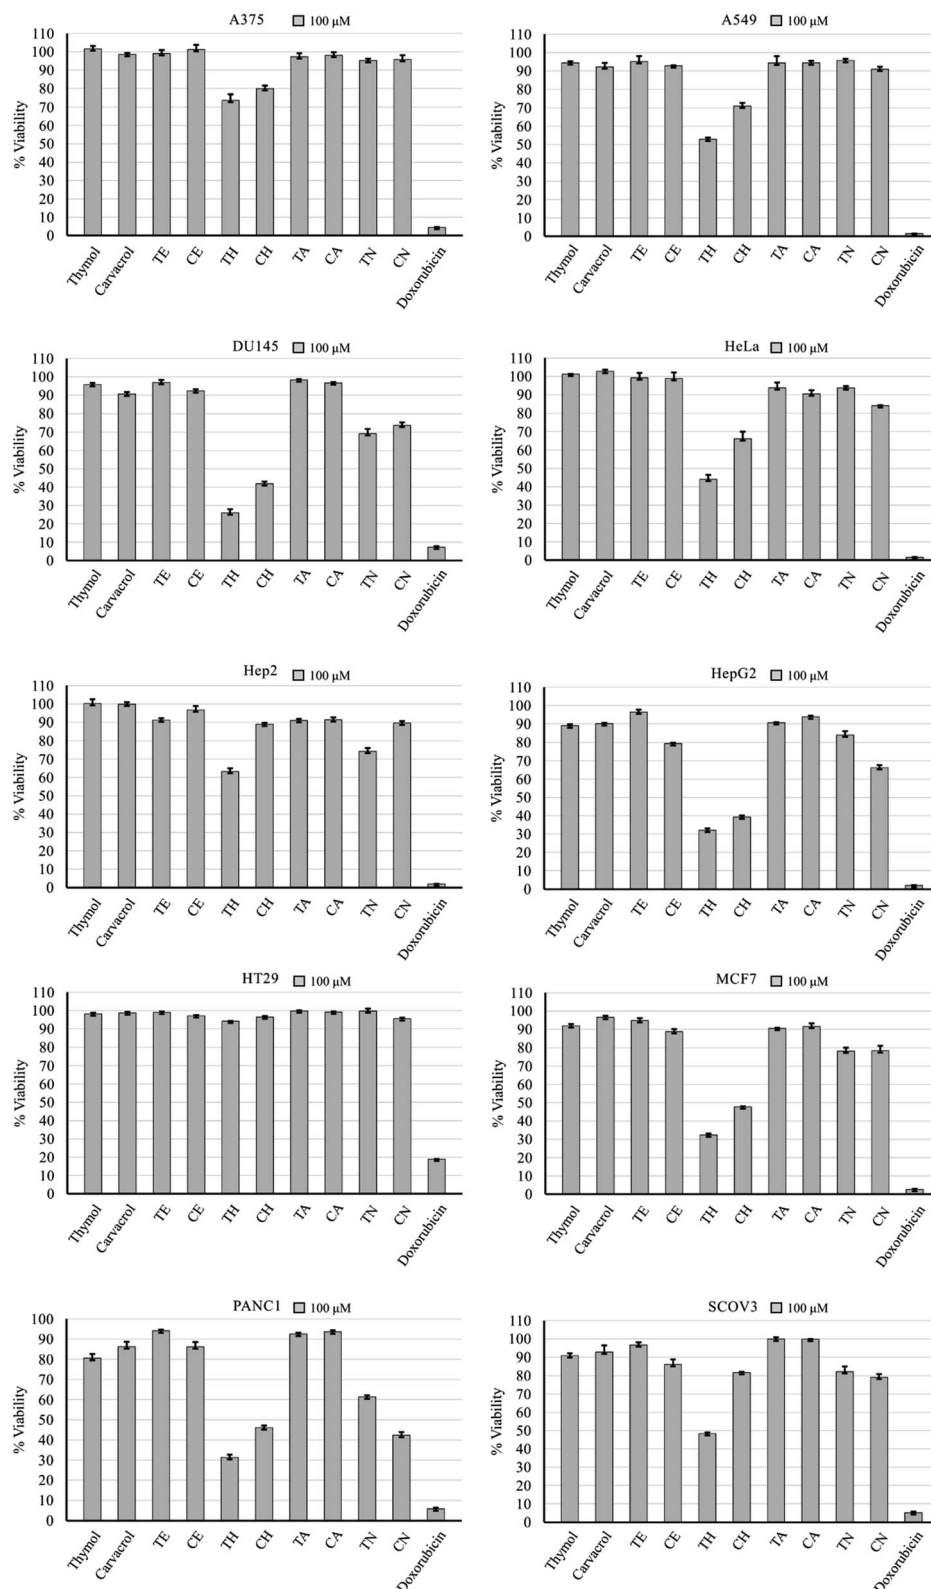 A375 100 μM
% Viability
110
100
90
80
70
60
50
40
30
20
10
0
Thymol
Carvacrol
TE
CE
TH
CH
TA
CA
TN
CN
Doxorubicin
A549 100 μM
% Viability
110
100
90
80
70
60
50
40
30
20
10
0
Thymol
Carvacrol
TE
CE
TH
CH
TA
CA
TN
CN
Doxorubicin
DU145 100 μM
% Viability
110
100
90
80
70
60
50
40
30
20
10
0
Thymol
Carvacrol
TE
CE
TH
CH
TA
CA
TN
CN
Doxorubicin
HeLa 100 μM
% Viability
110
100
90
80
70
60
50
40
30
20
10
0
Thymol
Carvacrol
TE
CE
TH
CH
TA
CA
TN
CN
Doxorubicin
Hep2 100 μM
% Viability
110
100
90
80
70
60
50
40
30
20
10
0
Thymol
Carvacrol
TE
CE
TH
CH
TA
CA
TN
CN
Doxorubicin
HepG2 100 μM
% Viability
110
100
90
80
70
60
50
40
30
20
10
0
Thymol
Carvacrol
TE
CE
TH
CH
TA
CA
TN
CN
Doxorubicin
HT29 100 μM
% Viability
110
100
90
80
70
60
50
40
30
20
10
0
Thymol
Carvacrol
TE
CE
TH
CH
TA
CA
TN
CN
Doxorubicin
MCF7 100 μM
% Viability
110
100
90
80
70
60
50
40
30
20
10
0
Thymol
Carvacrol
TE
CE
TH
CH
TA
CA
TN
CN
Doxorubicin
PANC1 100 μM
% Viability
100
90
80
70
60
50
40
30
20
10
0
Thymol
Carvacrol
TE
CE
TH
CH
TA
CA
TN
CN
Doxorubicin
SCOV3 100 μM
% Viability
110
100
90
80
70
60
50
40
30
20
10
0
Thymol
Carvacrol
TE
CE
TH
CH
TA
CA
TN
CN
Doxorubicin